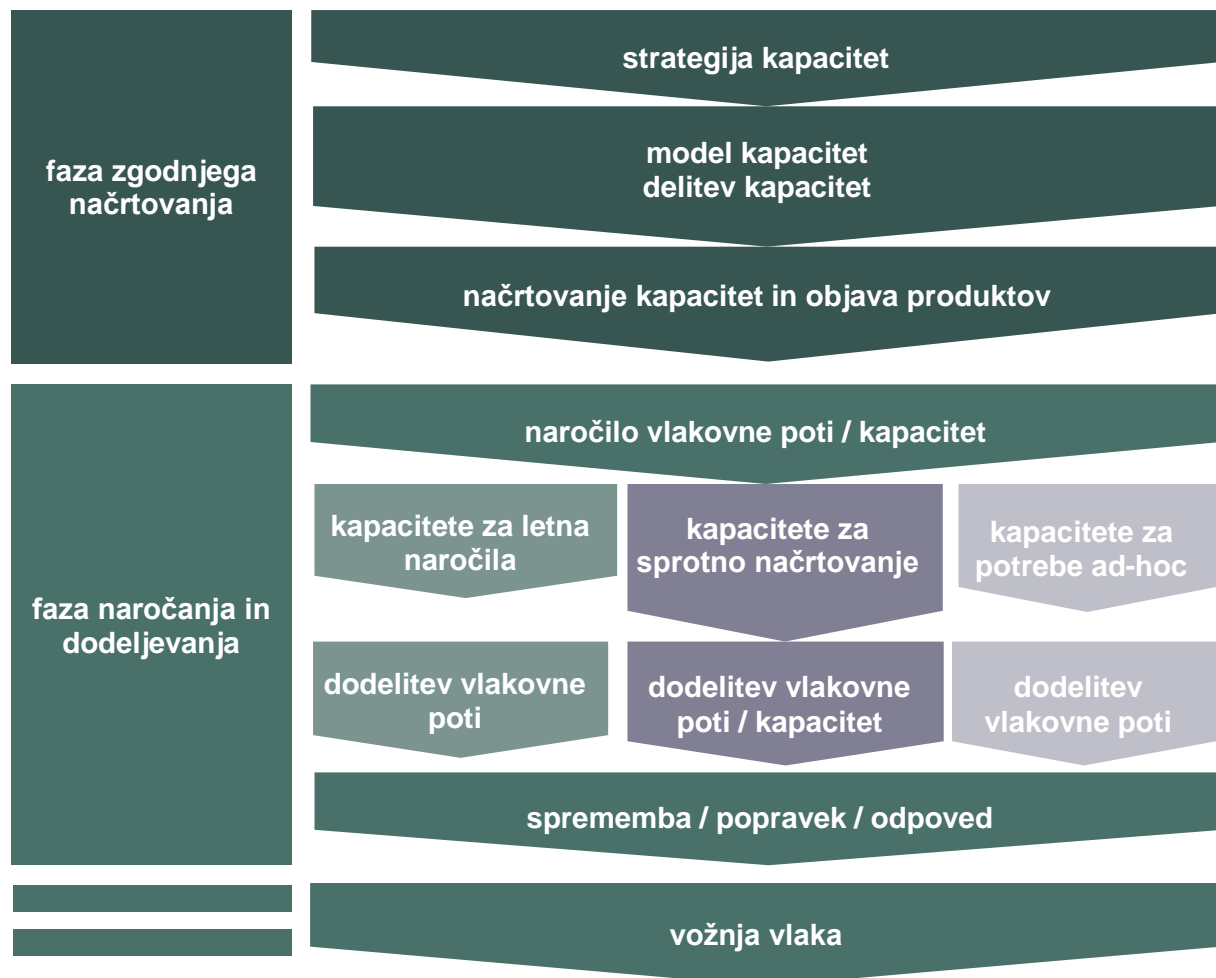 strategija kapacitet
faza zgodnjega
načrtovanja
model kapacitet
delitev kapacitet
načrtovanje kapacitet in objava produktov
faza naročanja in
dodeljevanja
naročilo vlakovne poti / kapacitet
kapacitete za letna
naročila
kapacitete za
sprotno načrtovanje
kapacitete za
potrebe ad-hoc
dodelitev vlakovne
poti
dodelitev vlakovne
poti / kapacitet
dodelitev
vlakovne poti
sprememba / popravek / odpoved
vožnja vlaka